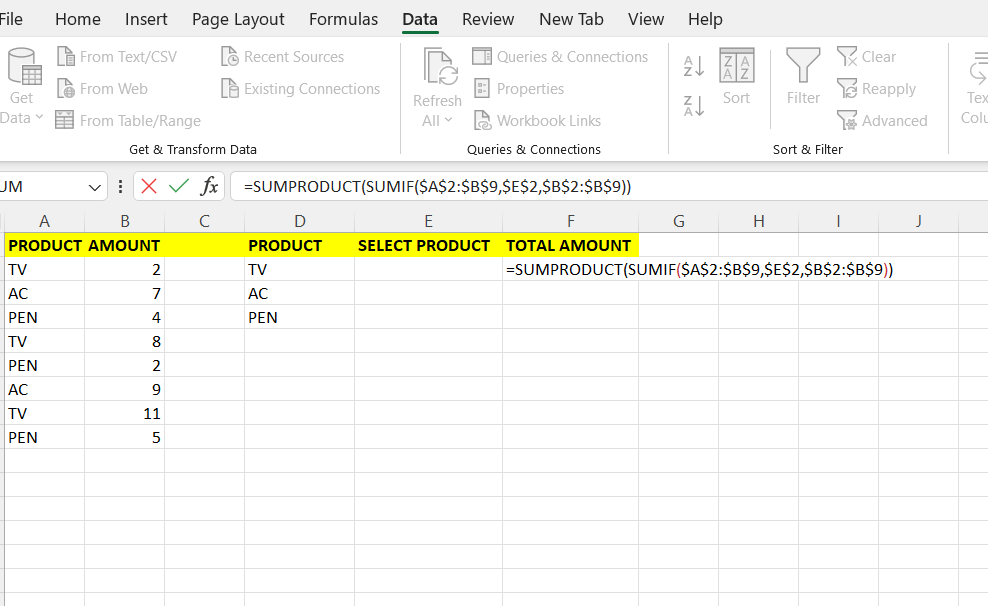 File Home Insert Page Layout Formulas Data Review New Tab View Help
Get Data
From Text/CSV
From Web
From Table/Range
Recent Sources
Existing Connections
Get & Transform Data
Refresh All
Queries & Connections
Properties
Workbook Links
Queries & Connections
Sort
Filter
Clear
Reapply
Advanced
Sort & Filter
UM fx =SUMPRODUCT(SUMIF($A$2:$B$9,$E$2,$B$2:$B$9))
A B C D E F G H I J
PRODUCT AMOUNT PRODUCT SELECT PRODUCT TOTAL AMOUNT
TV 2 TV =SUMPRODUCT(SUMIF($A$2:$B$9,$E$2,$B$2:$B$9))
AC 7 AC
PEN 4 PEN
TV 8
PEN 2
AC 9
TV 11
PEN 5